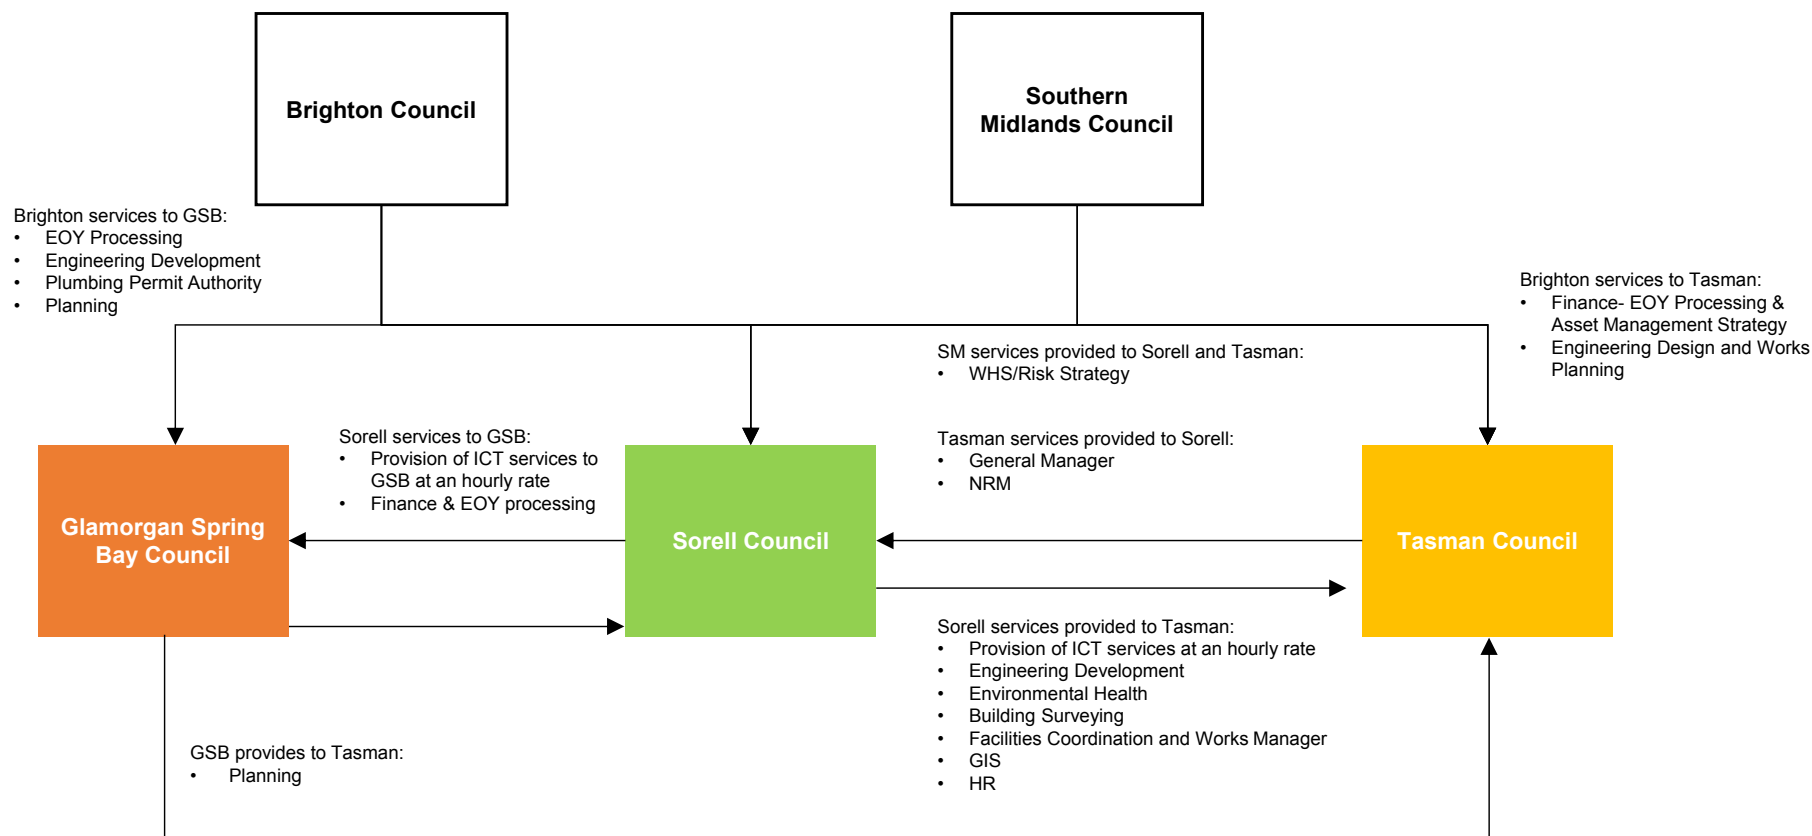 Brighton Council
Southern
Midlands Council
Brighton services to GSB:
• EOY Processing
• Engineering Development
• Plumbing Permit Authority
• Planning
Brighton services to Tasman:
• Finance- EOY Processing &
Asset Management Strategy
• Engineering Design and Works
Planning
SM services provided to Sorell and Tasman:
• WHS/Risk Strategy
Sorell services to GSB:
• Provision of ICT services to
GSB at an hourly rate
• Finance & EOY processing
Tasman services provided to Sorell:
• General Manager
• NRM
Glamorgan Spring
Bay Council
Sorell Council
Tasman Council
Sorell services provided to Tasman:
• Provision of ICT services at an hourly rate
• Engineering Development
• Environmental Health
• Building Surveying
• Facilities Coordination and Works Manager
• GIS
• HR
GSB provides to Tasman:
• Planning